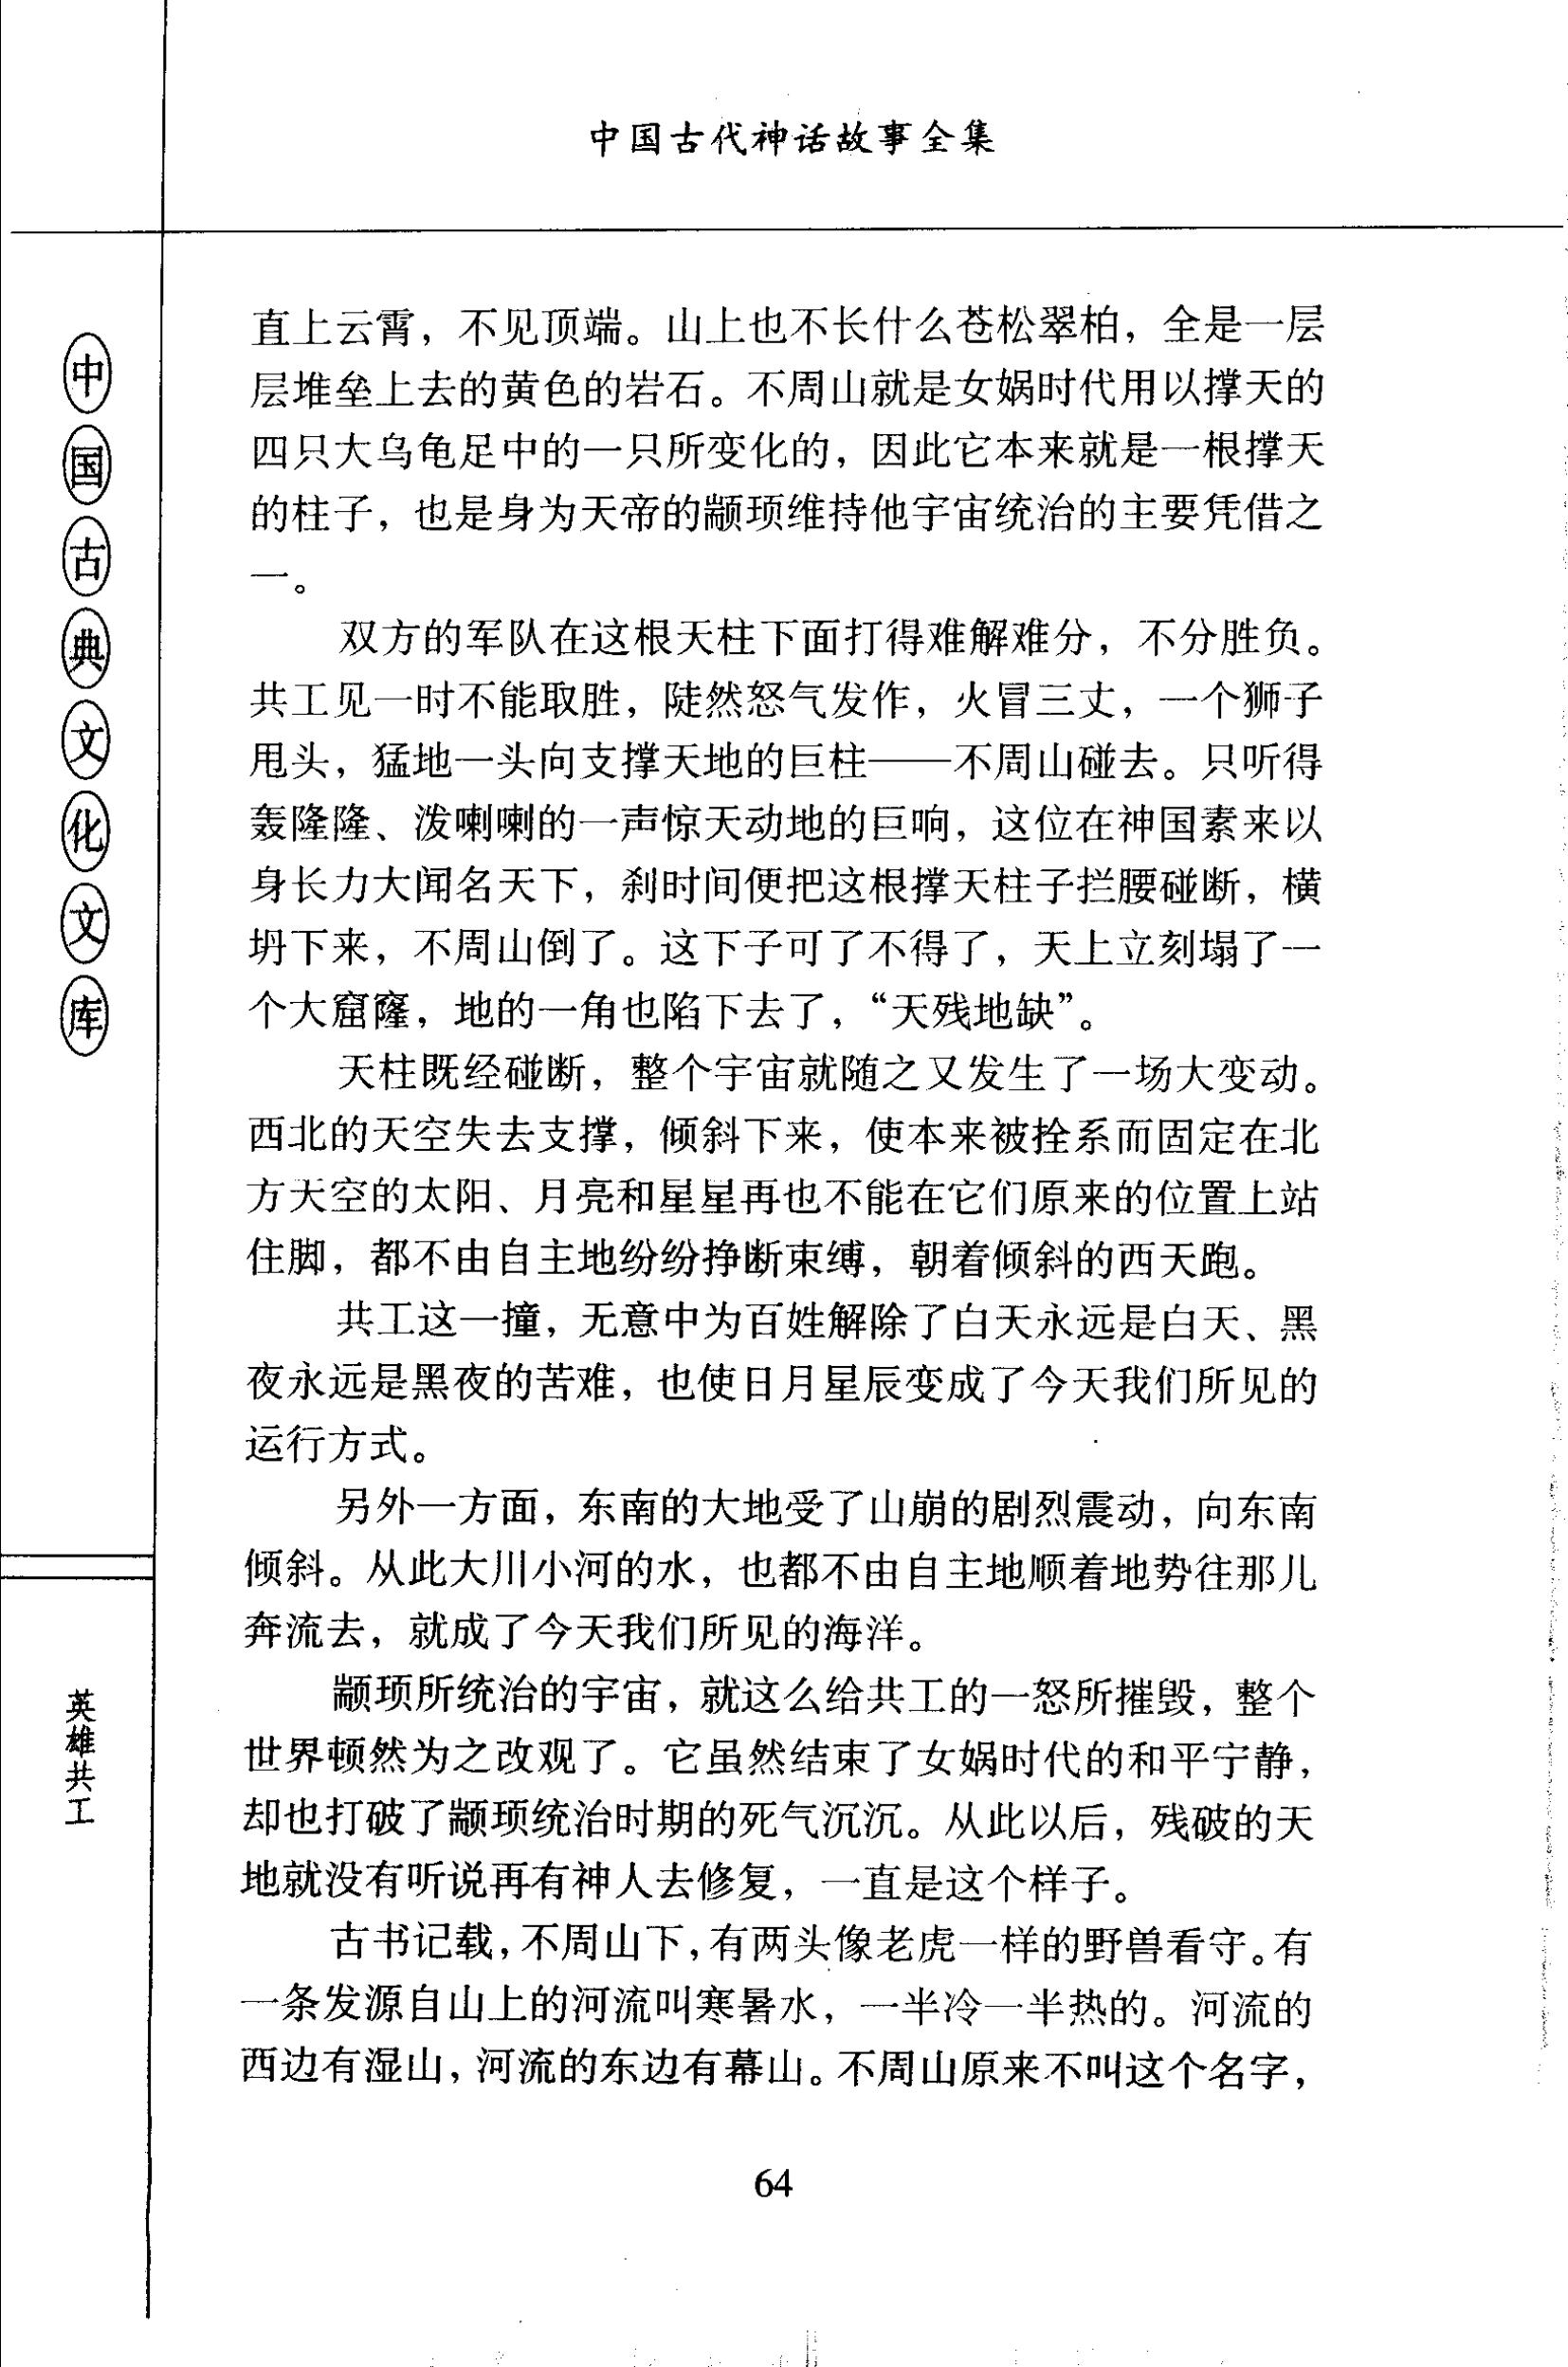 中国古代神话故事全集
中国古典文化文库
英雄共工
直上云霄，不见顶端。山上也不长什么苍松翠柏，全是一层
层堆垒上去的黄色的岩石。不周山就是女娲时代用以撑天的
四只大乌龟足中的一只所变化的，因此它本来就是一根撑天
的柱子，也是身为天帝的颛顼维持他宇宙统治的主要凭借之
一。
双方的军队在这根天柱下面打得难解难分，不分胜负。
共工见一时不能取胜，陡然怒气发作，火冒三丈，一个狮子
甩头，猛地一头向支撑天地的巨柱——不周山碰去。只听得
轰隆隆、泼喇喇的一声惊天动地的巨响，这位在神国素来以
身长力大闻名天下，刹时间便把这根撑天柱子拦腰碰断，横
坍下来，不周山倒了。这下子可了不得了，天上立刻塌了一
个大窟窿，地的一角也陷下去了，“天残地缺”。
天柱既经碰断，整个宇宙就随之又发生了一场大变动。
西北的天空失去支撑，倾斜下来，使本来被拴系而固定在北
方天空的太阳、月亮和星星再也不能在它们原来的位置上站
住脚，都不由自主地纷纷挣断束缚，朝着倾斜的西天跑。
共工这一撞，无意中为百姓解除了白天永远是白天、黑
夜永远是黑夜的苦难，也使日月星辰变成了今天我们所见的
运行方式。
另外一方面，东南的大地受了山崩的剧烈震动，向东南
倾斜。从此大川小河的水，也都不由自主地顺着地势往那儿
奔流去，就成了今天我们所见的海洋。
颛顼所统治的宇宙，就这么给共工的一怒所摧毁，整个
世界顿然为之改观了。它虽然结束了女娲时代的和平宁静，
却也打破了颛顼统治时期的死气沉沉。从此以后，残破的天
地就没有听说再有神人去修复，一直是这个样子。
古书记载，不周山下，有两头像老虎一样的野兽看守。有
一条发源自山上的河流叫寒暑水，一半冷一半热的。河流的
西边有湿山，河流的东边有幕山。不周山原来不叫这个名字，
64